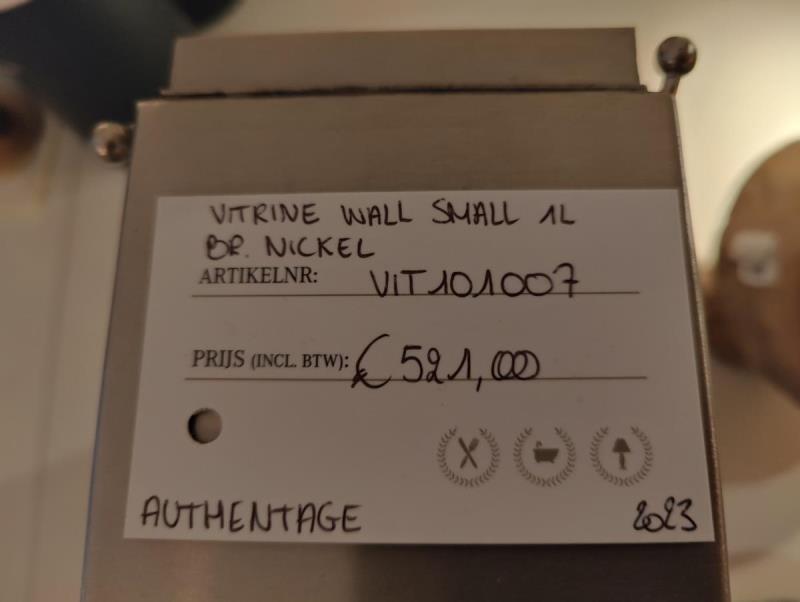 VITRINE WALL SMALL 1L
BR. NICKEL
ARTIKELNR: VIT101007
PRIJS (INCL. BTW): € 521,00
AUTHENTAGE 2023